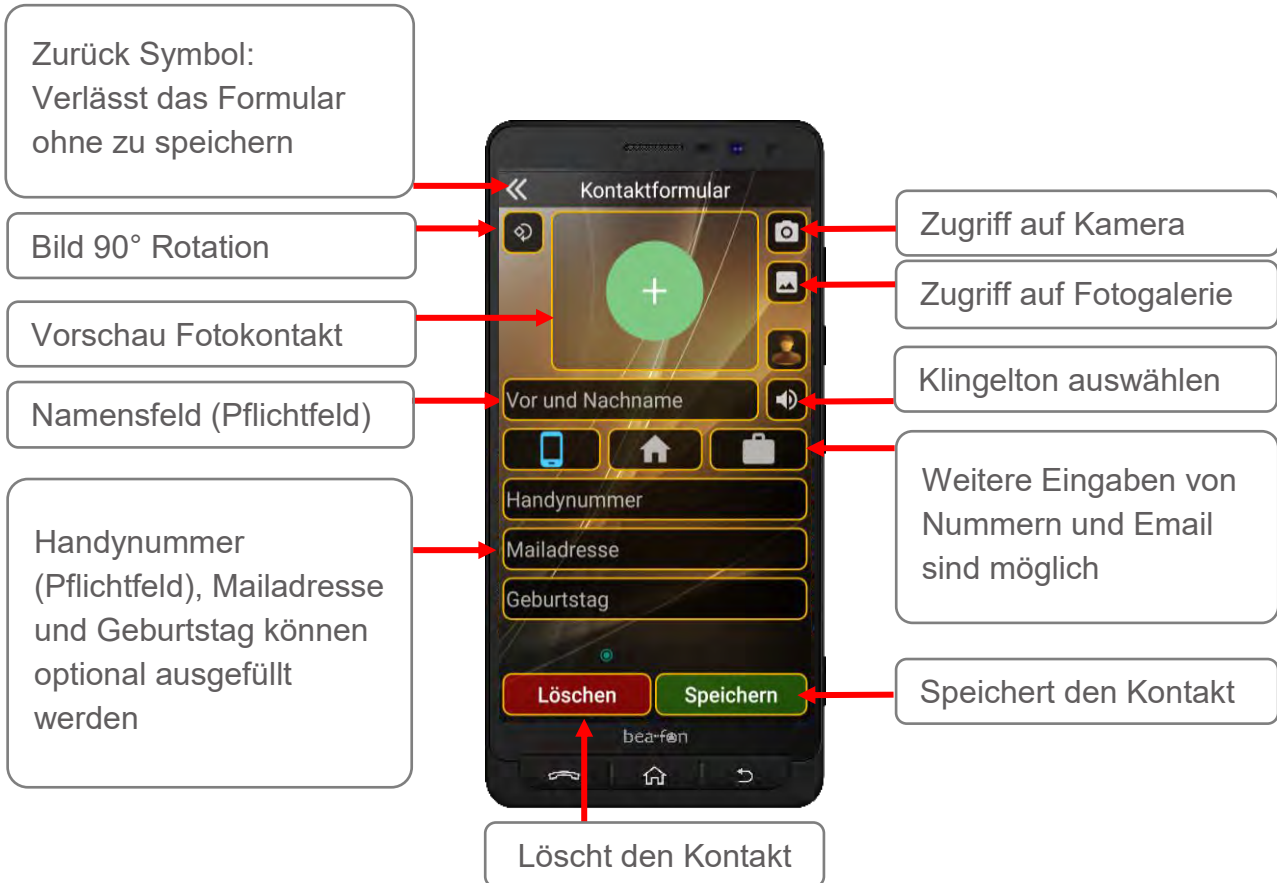 Zurück Symbol:
Verlässt das Formular
ohne zu speichern
Bild 90° Rotation
Vorschau Fotokontakt
Namensfeld (Pflichtfeld)
Handynummer
(Pflichtfeld), Mailadresse
und Geburtstag können
optional ausgefüllt
werden
Kontaktformular
Vor und Nachname
Handynummer
Mailadresse
Geburtstag
Löschen
Speichern
bea-fon
Zugriff auf Kamera
Zugriff auf Fotogalerie
Klingelton auswählen
Weitere Eingaben von
Nummern und Email
sind möglich
Speichert den Kontakt
Löscht den Kontakt